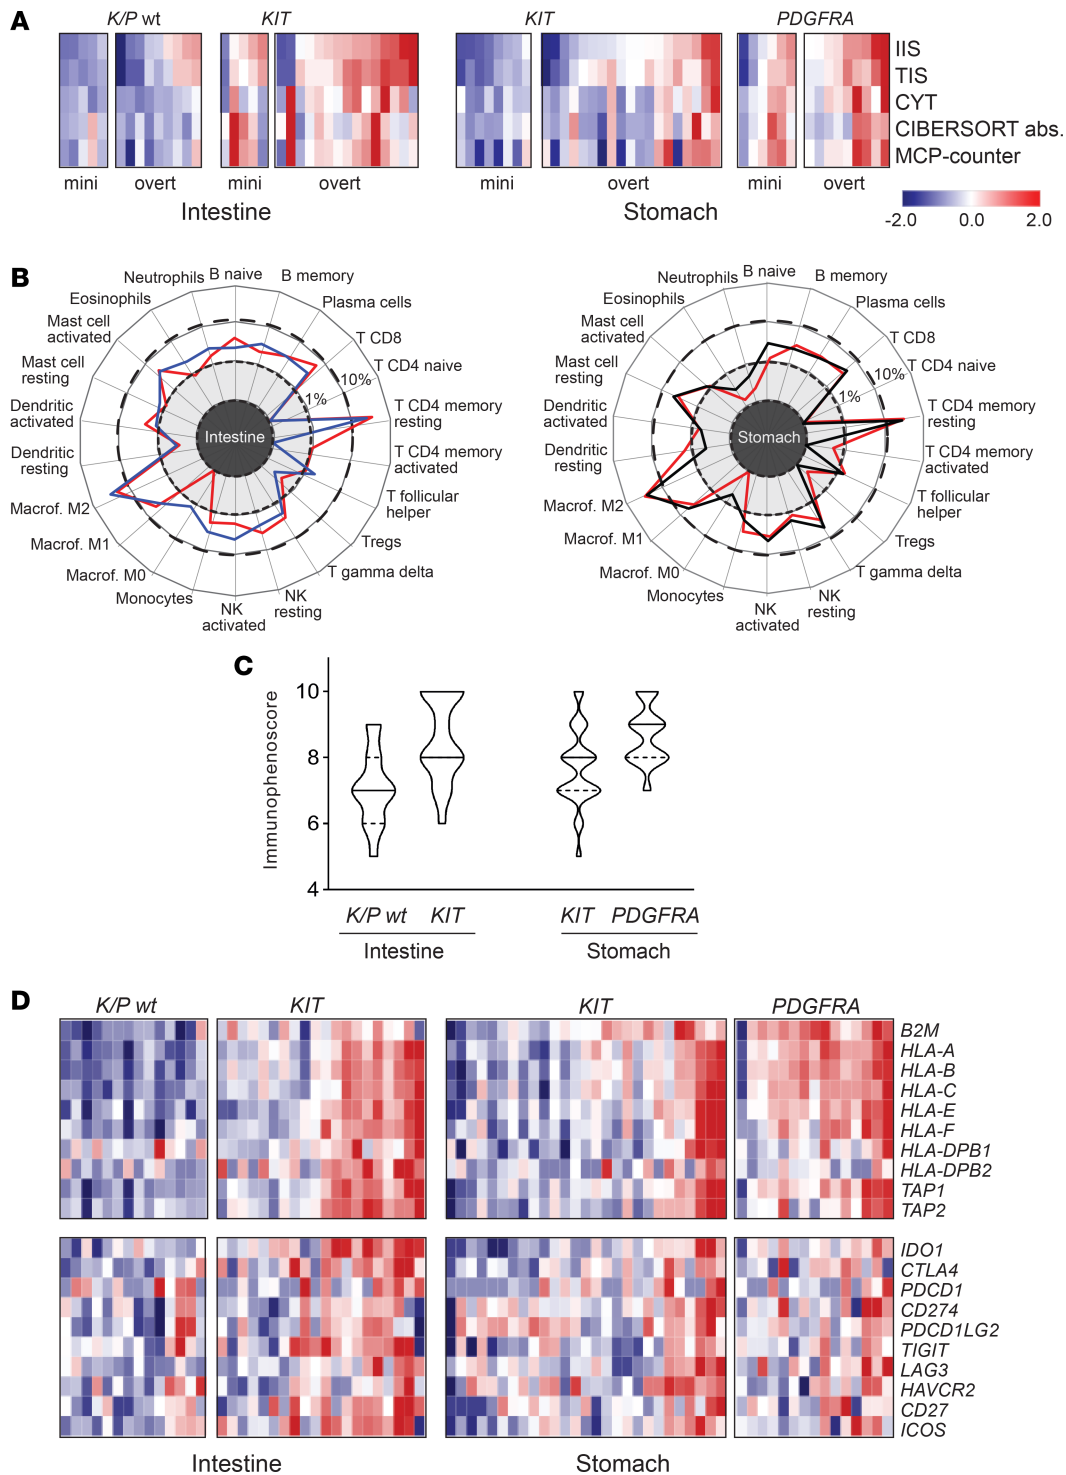 A
K/P wt
KIT
KIT
PDGFRA
IIS
TIS
CYT
CIBERSORT abs.
MCP-counter
mini
overt
mini
overt
mini
overt
mini
overt
Intestine
Stomach
-2.0
0.0
2.0
B
B naive
B memory
Plasma cells
T CD8
T CD4 naive
T CD4 memory
resting
T CD4 memory
activated
T follicular
helper
Tregs
T gamma delta
NK
resting
NK
activated
Monocytes
Macrof. M0
Macrof. M1
Macrof. M2
Dendritic
resting
Dendritic
activated
Mast cell
resting
Mast cell
activated
Eosinophils
Neutrophils
10%
1%
Intestine
B naive
B memory
Plasma cells
T CD8
T CD4 naive
T CD4 memory
resting
T CD4 memory
activated
T follicular
helper
Tregs
T gamma delta
NK
resting
NK
activated
Monocytes
Macrof. M0
Macrof. M1
Macrof. M2
Dendritic
resting
Dendritic
activated
Mast cell
resting
Mast cell
activated
Eosinophils
Neutrophils
10%
1%
Stomach
C
Immunophenoscore
10
8
6
4
K/P wt
KIT
KIT
PDGFRA
Intestine
Stomach
D
K/P wt
KIT
KIT
PDGFRA
B2M
HLA-A
HLA-B
HLA-C
HLA-E
HLA-F
HLA-DPB1
HLA-DPB2
TAP1
TAP2
IDO1
CTLA4
PDCD1
CD274
PDCD1LG2
TIGIT
LAG3
HAVCR2
CD27
ICOS
Intestine
Stomach